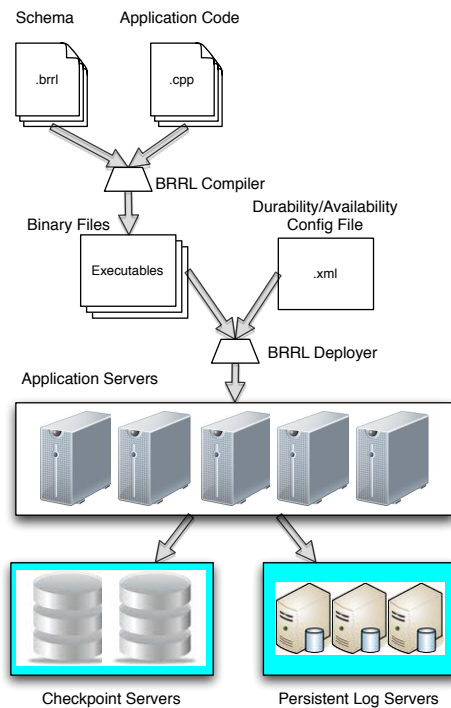 Schema
Application Code
.brrl
.cpp
BRRL Compiler
Durability/Availability
Config File
Binary Files
Executables
.xml
BRRL Deployer
Application Servers
Checkpoint Servers
Persistent Log Servers